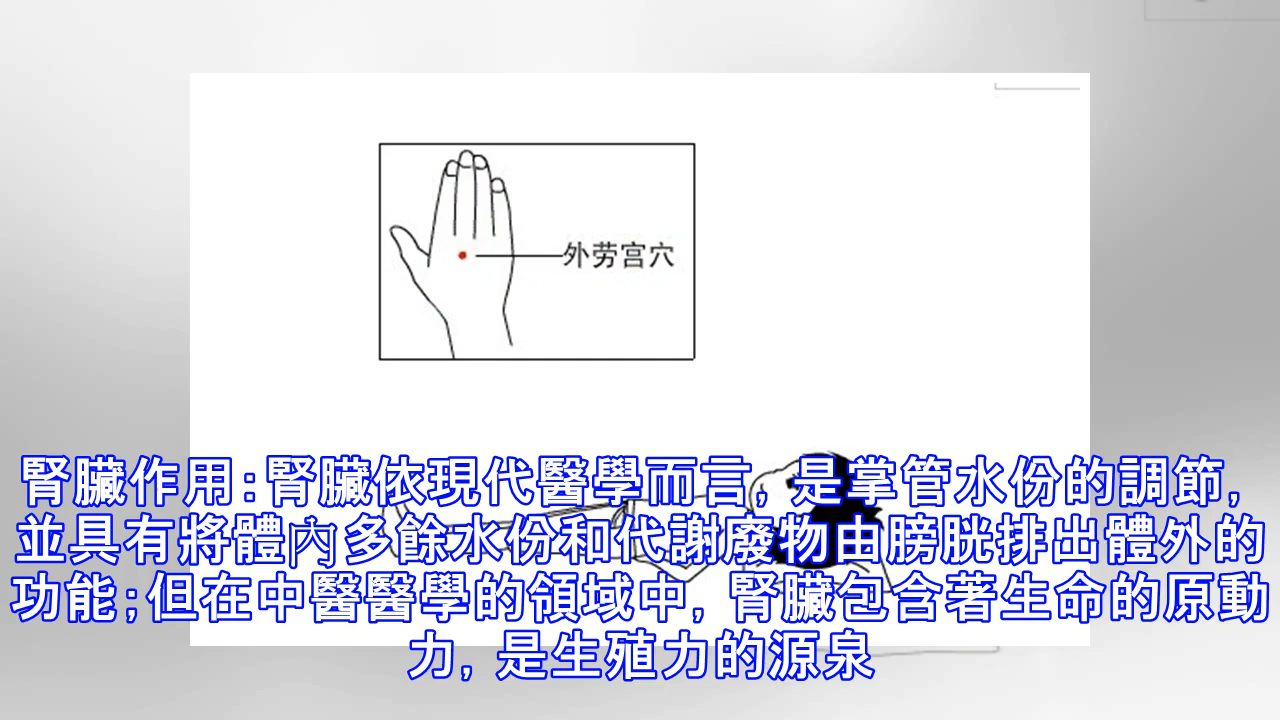 外劳宫穴
腎臟作用:腎臟依現代醫學而言, 是掌管水份的調節,
並具有將體內多餘水份和代謝廢物由膀胱排出體外的
功能;但在中醫醫學的領域中, 腎臟包含著生命的原動
力, 是生殖力的源泉